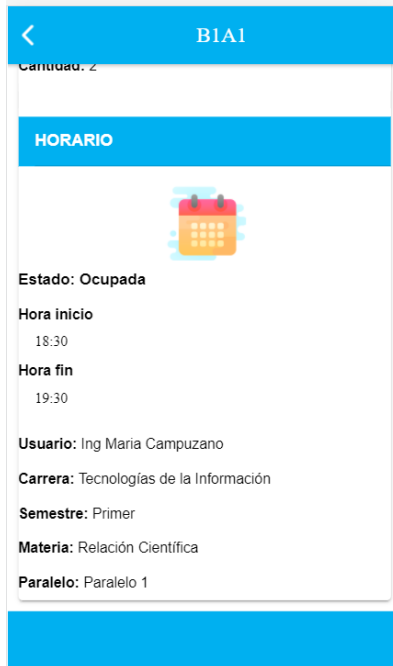 B1A1
Cantidad: 2
HORARIO
Estado: Ocupada
Hora inicio
18:30
Hora fin
19:30
Usuario: Ing Maria Campuzano
Carrera: Tecnologías de la Información
Semestre: Primer
Materia: Relación Científica
Paralelo: Paralelo 1